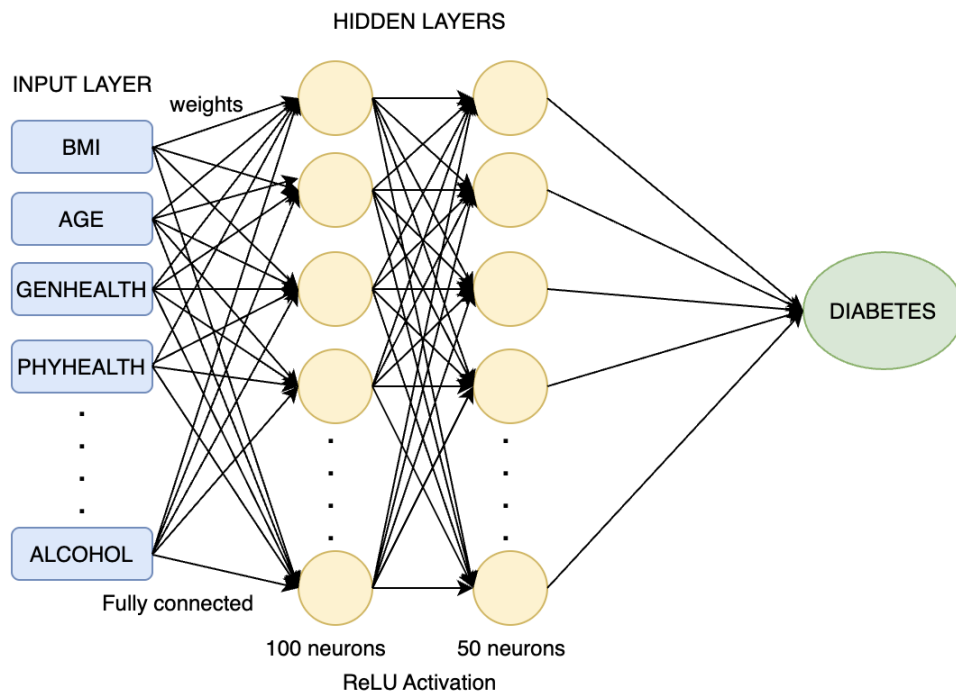 HIDDEN LAYERS
INPUT LAYER
weights
BMI
AGE
GENHEALTH
PHYHEALTH
ALCOHOL
DIABETES
Fully connected
100 neurons
50 neurons
ReLU Activation